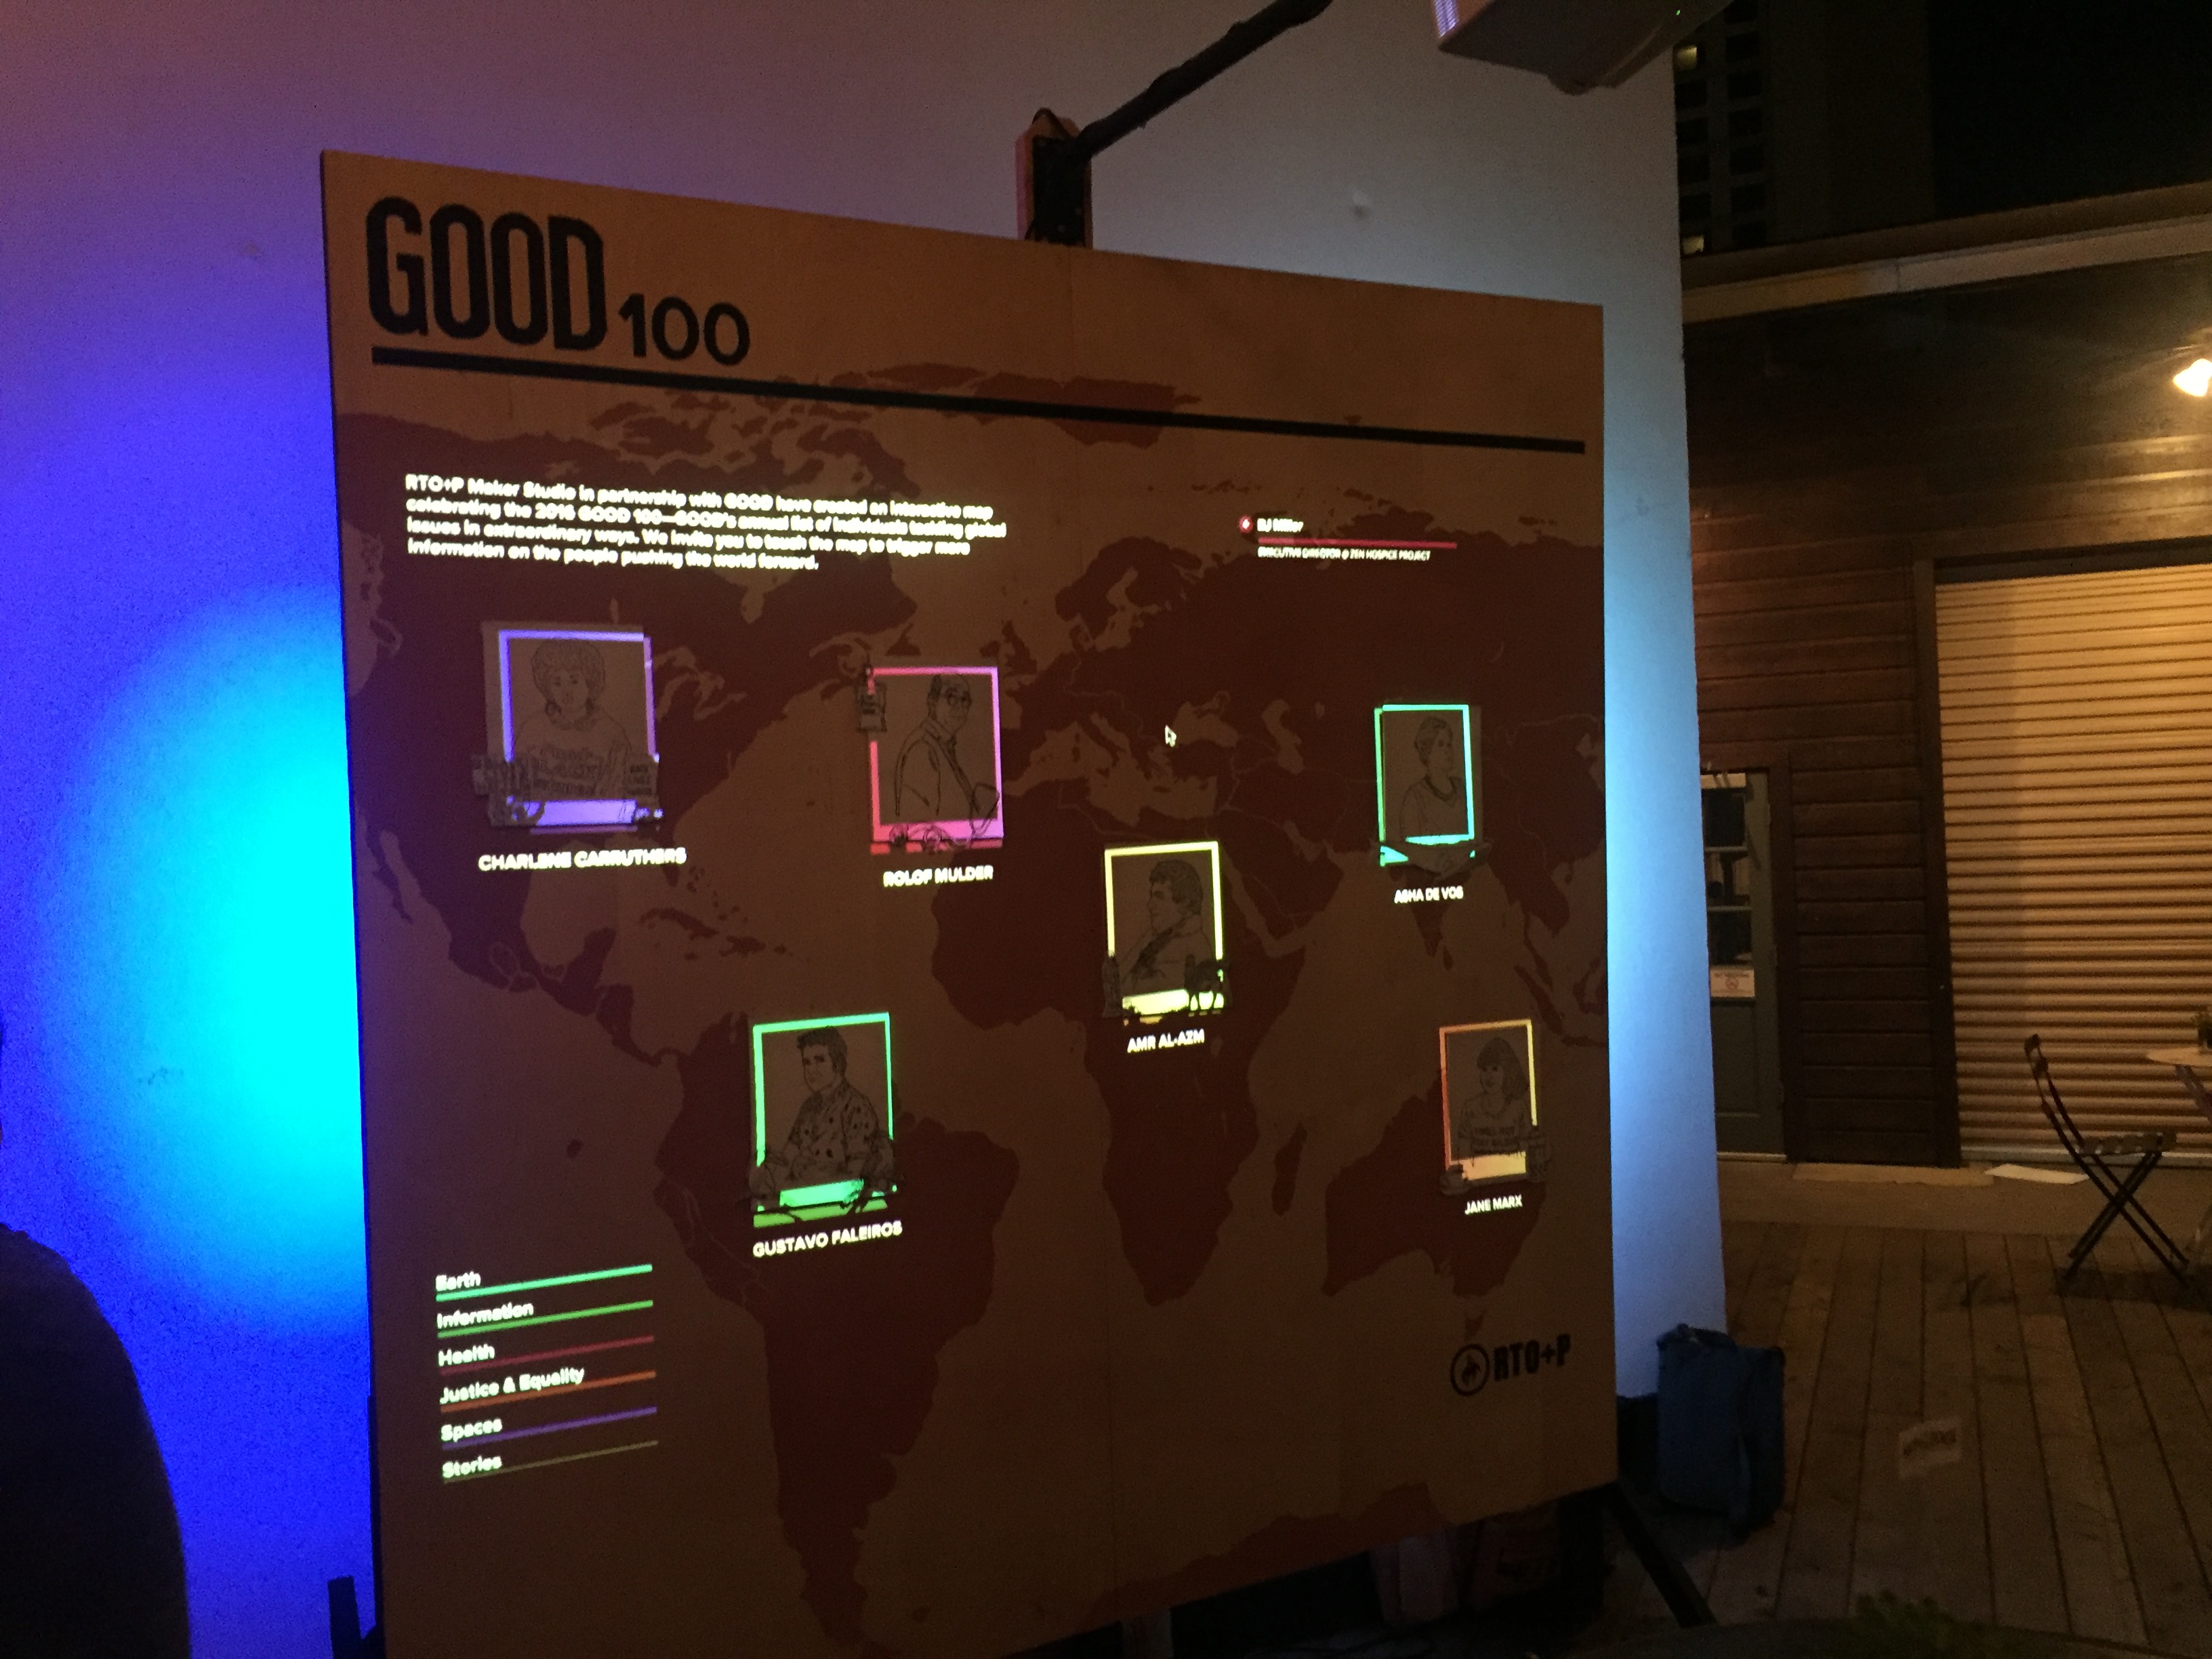 GOOD 100
RTO+P Maker Studio in partnership with GOOD have created an interactive map
celebrating the 2016 GOOD 100—GOOD's annual list of individuals tackling global
issues in extraordinary ways. We invite you to touch the map to trigger more
information on the people pushing the world forward.
BJ Miller
EXECUTIVE DIRECTOR @ ZEN HOSPICE PROJECT
CHARLENE CARRUTHERS
ROLOF MULDER
ASHA DE VOS
AMR AL-AZM
GUSTAVO FALEIROS
JANE MARX
Earth
Information
Health
Justice & Equality
Spaces
Stories
RTO+P